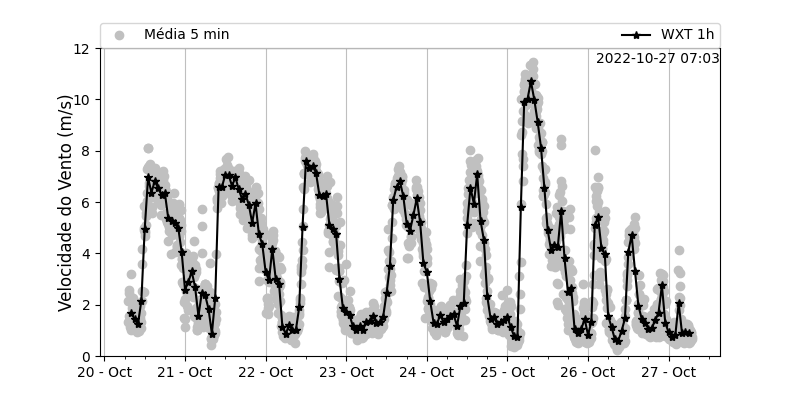 Média 5 min
WXT 1h
2022-10-27 07:03
Velocidade do Vento (m/s)
12
10
8
6
4
2
0
20 - Oct 21 - Oct 22 - Oct 23 - Oct 24 - Oct 25 - Oct 26 - Oct 27 - Oct